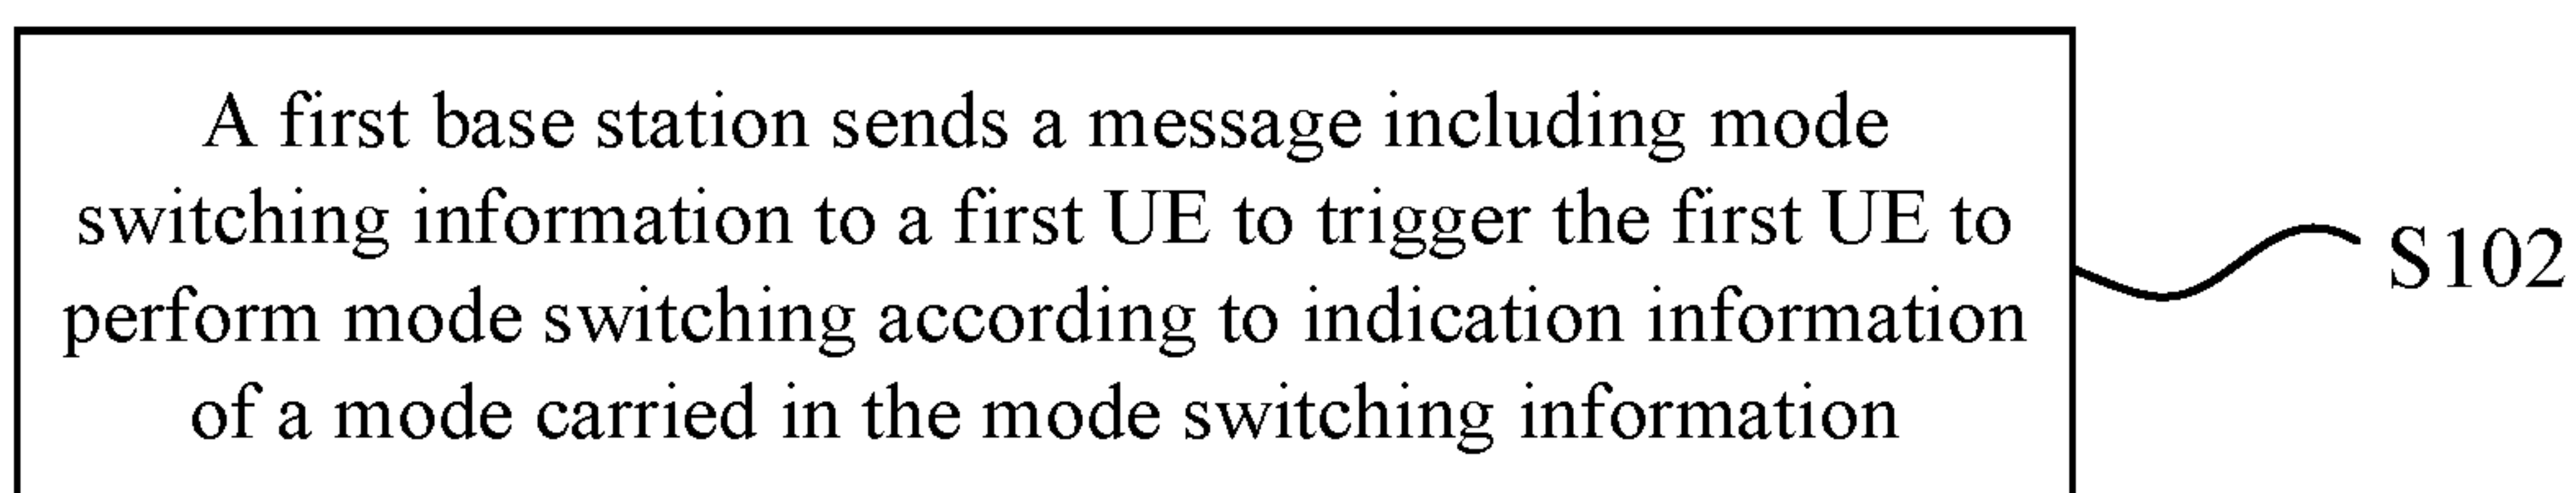 A first base station sends a message including mode
switching information to a first UE to trigger the first UE to
perform mode switching according to indication information
of a mode carried in the mode switching information
S102